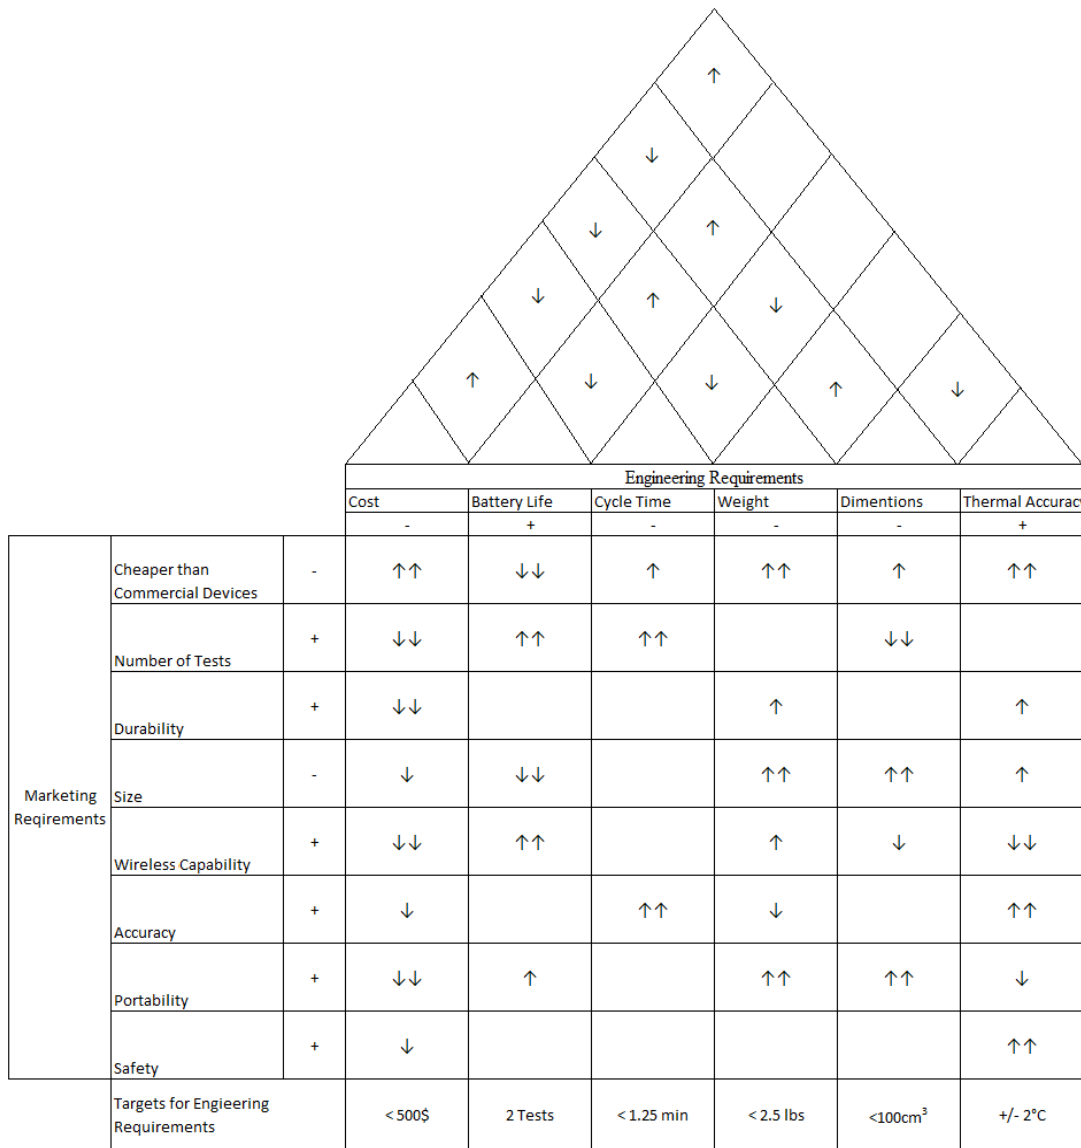 ↑
↓
↓ ↑
↓ ↑ ↓
↑ ↓ ↓ ↑ ↓
Engineering Requirements
Cost Battery Life Cycle Time Weight Dimentions Thermal Accuracy
- + - - - +
Cheaper than
Commercial Devices - ↑↑ ↓↓ ↑ ↑↑ ↑ ↑↑
Number of Tests + ↓↓ ↑↑ ↑↑ ↓↓
Durability + ↓↓ ↑ ↑
Size - ↓ ↓↓ ↑↑ ↑↑ ↑
Marketing
Reqirements
Wireless Capability + ↓↓ ↑↑ ↑ ↓ ↓↓
Accuracy + ↓ ↑↑ ↓ ↑↑
Portability + ↓↓ ↑ ↑↑ ↑↑ ↓
Safety + ↓ ↑↑
Targets for Engieering
Requirements < 500$ 2 Tests < 1.25 min < 2.5 lbs <100cm³ +/- 2°C